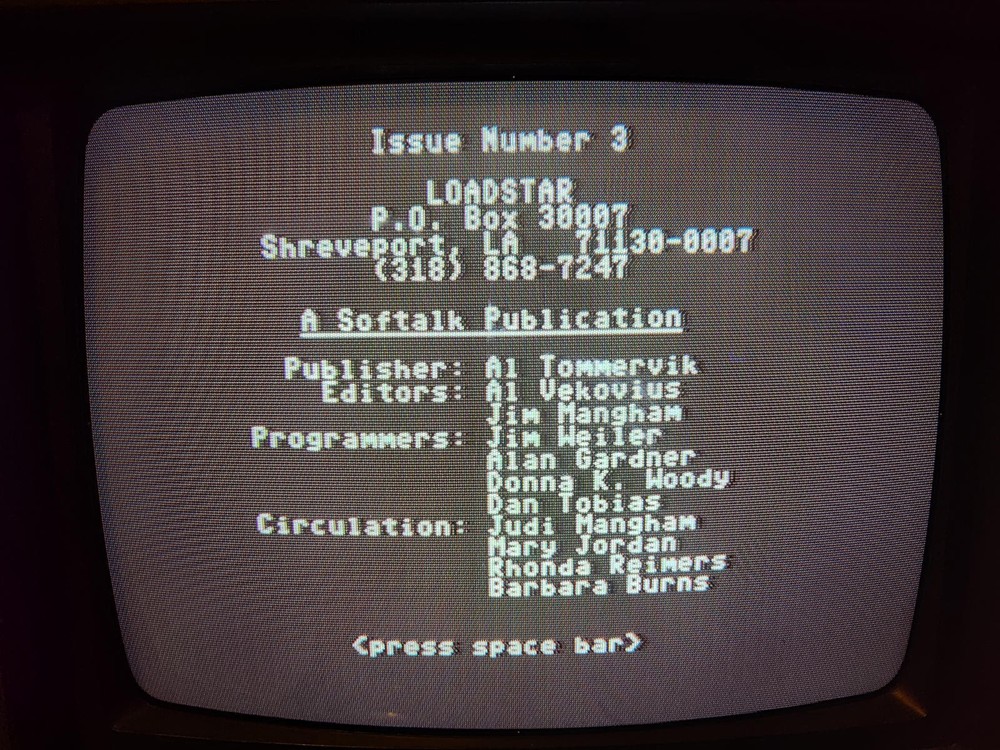 Issue Number 3
LOADSTAR
P.O. Box 30007
Shreveport, LA 71130-0007
(318) 868-7247
A Softalk Publication
Publisher: Al Tommervik
Editors: Al Vekovius
Jim Mangham
Programmers: Jim Weiler
Alan Gardner
Donna K. Woody
Dan Tobias
Circulation: Judi Mangham
Mary Jordan
Rhonda Reimers
Barbara Burns
<press space bar>